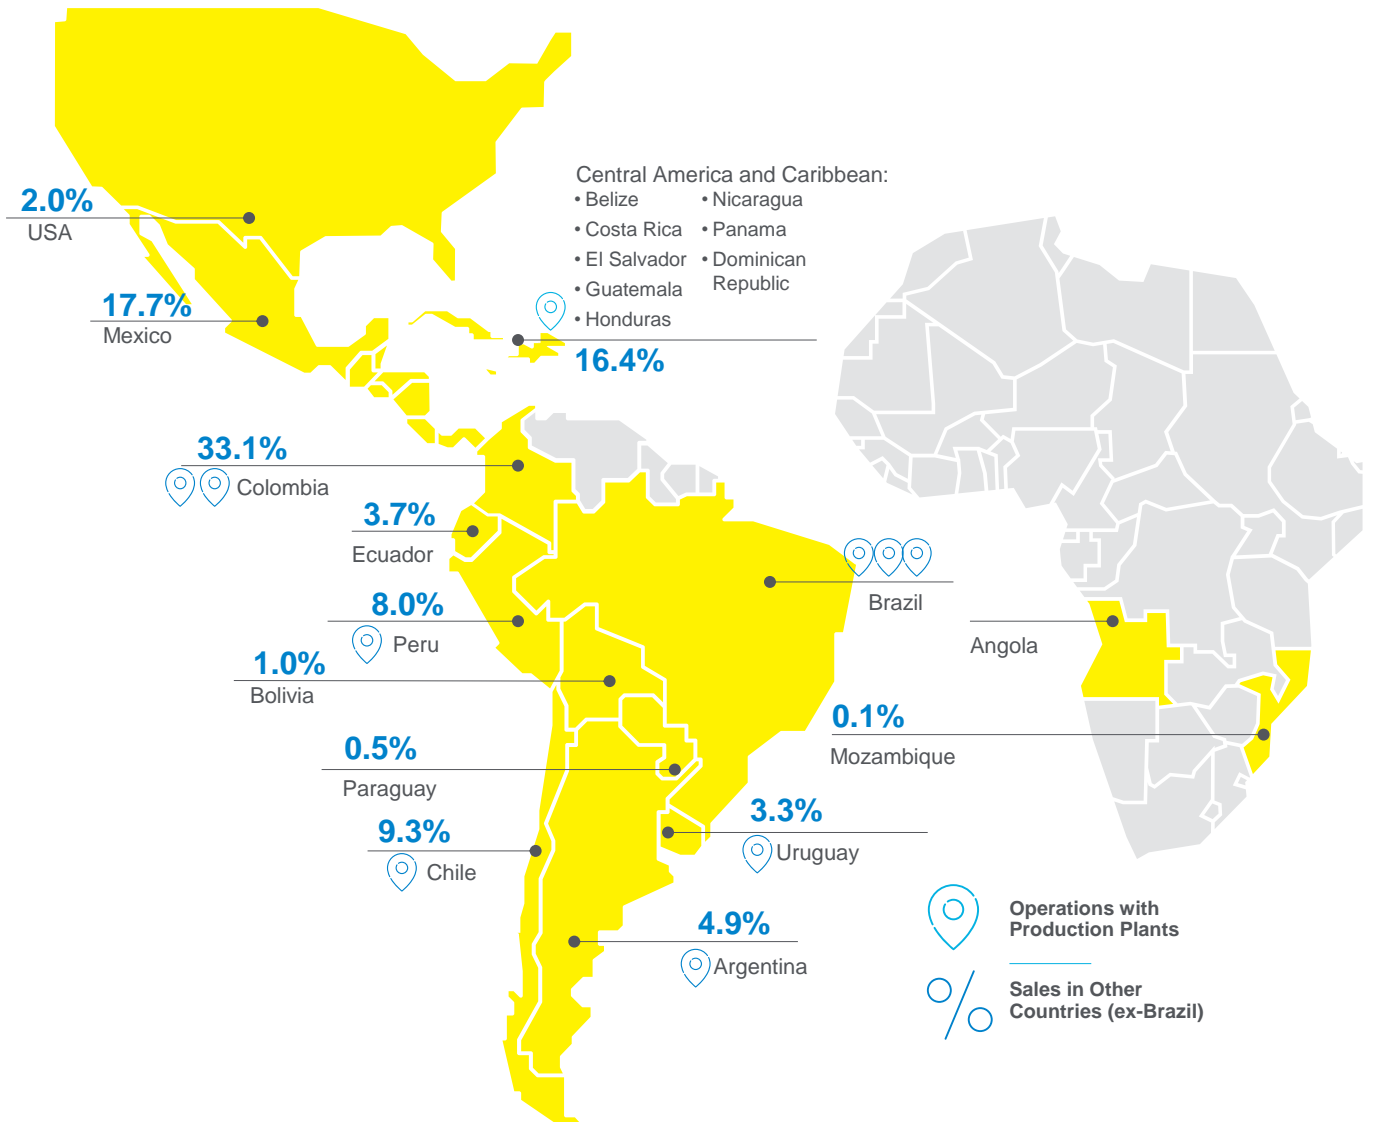 Central America and Caribbean:
• Belize
• Costa Rica
• El Salvador
• Guatemala
• Honduras
• Nicaragua
• Panama
• Dominican
Republic
16.4%
2.0%
USA
17.7%
Mexico
33.1%
Colombia
3.7%
Ecuador
8.0%
Peru
1.0%
Bolivia
0.5%
Paraguay
9.3%
Chile
Brazil
Angola
0.1%
Mozambique
3.3%
Uruguay
4.9%
Argentina
Operations with
Production Plants
%
Sales in Other
Countries (ex-Brazil)